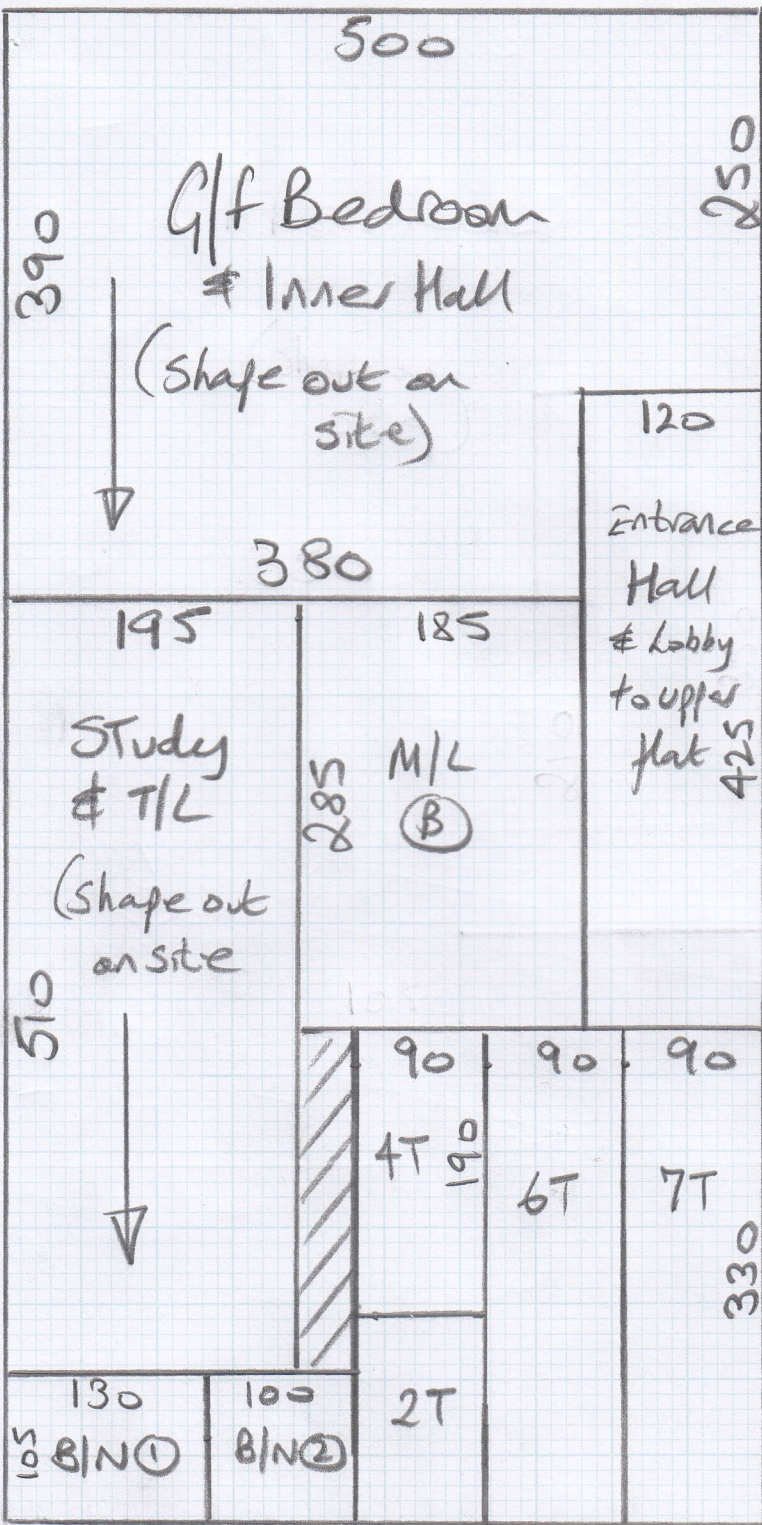 500
250
G/f Bedroom
& Inner Hall
390
(Shape out on
site)
380
120
Entrance
Hall
& Lobby
to upper
flat
425
195
Study
& T/L
(Shape out
on site
510
185
285
M/L
B
90
4T
190
90
6T
90
7T
330
2T
130
105
B/N 1
100
B/N 2